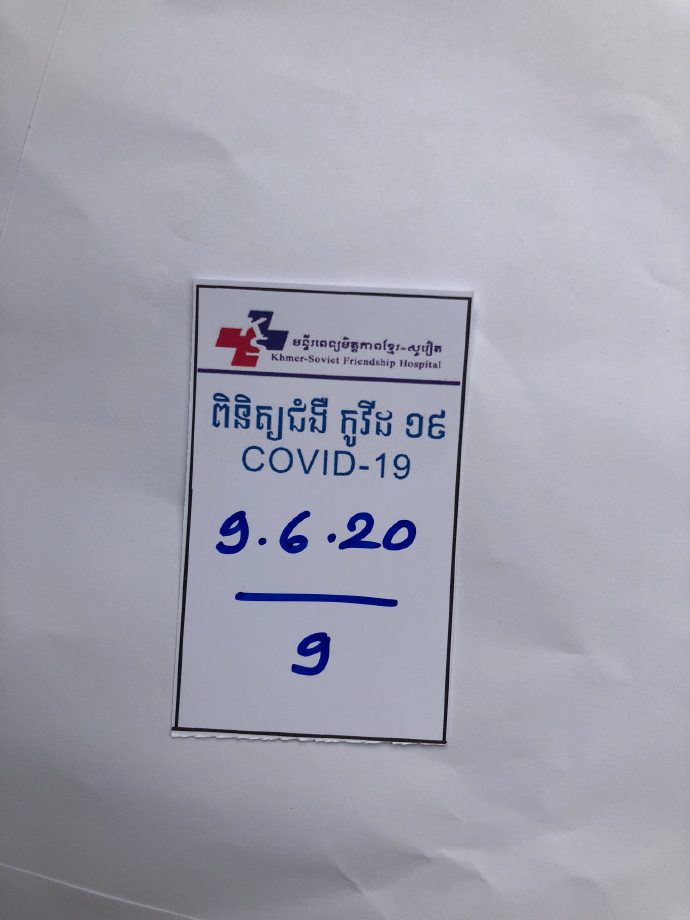 KS
មន្ទីរពេទ្យមិត្តភាពខ្មែរ~សូវៀត
Khmer-Soviet Friendship Hospital
ពិនិត្យជំងឺ កូវីដ ១៩
COVID-19
9.6.20
9